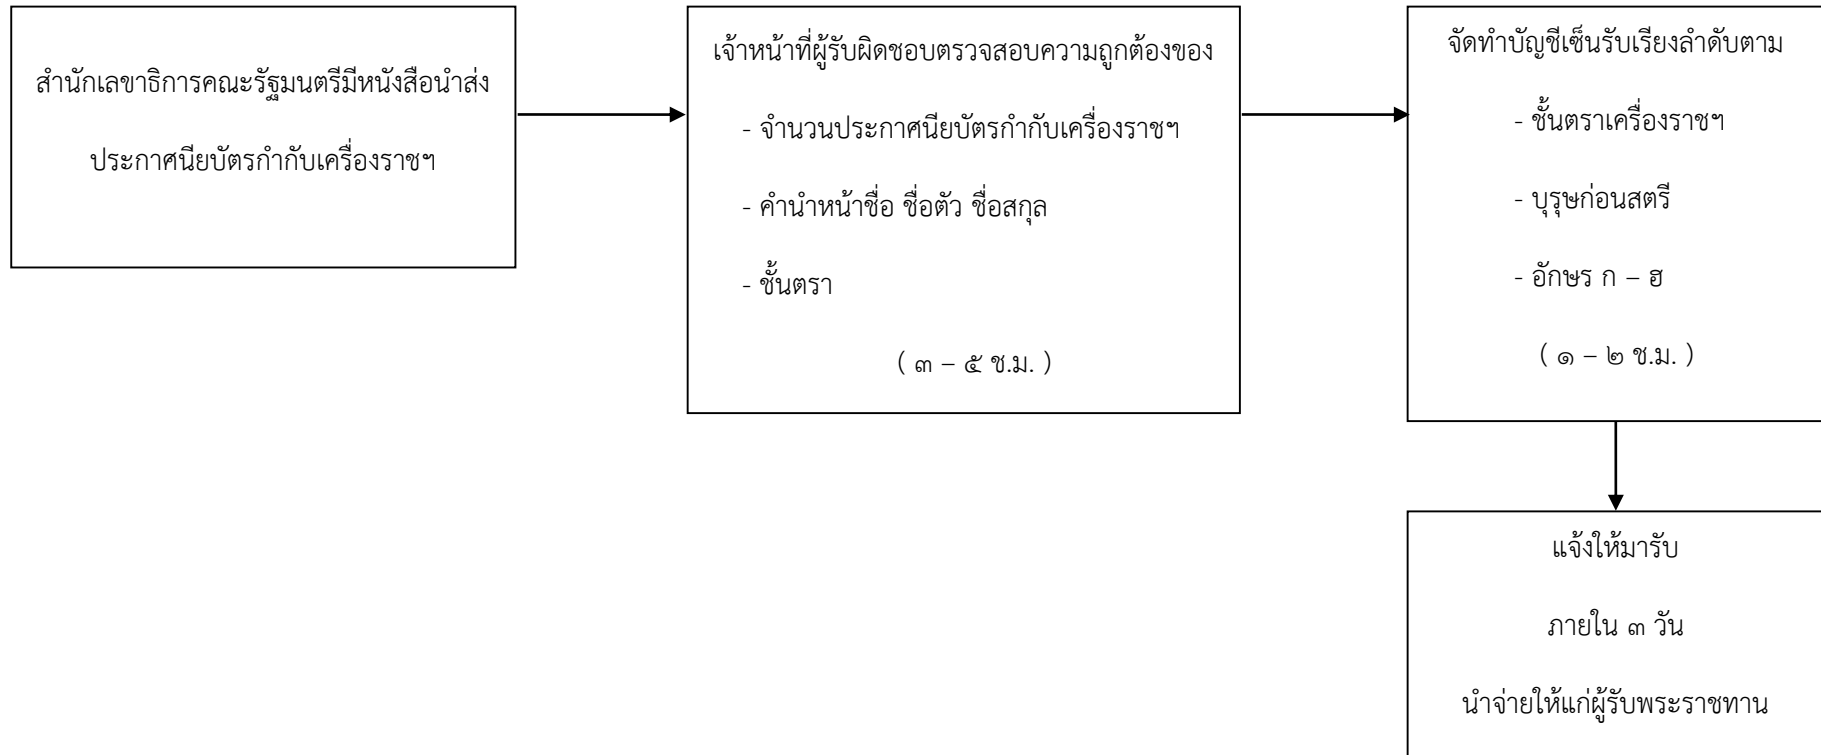 สำนักเลขาธิการคณะรัฐมนตรีมีหนังสือนำส่ง
ประกาศนียบัตรกำกับเครื่องราชฯ
เจ้าหน้าที่ผู้รับผิดชอบตรวจสอบความถูกต้องของ
- จำนวนประกาศนียบัตรกำกับเครื่องราชฯ
- คำนำหน้าชื่อ ชื่อตัว ชื่อสกุล
- ชั้นตรา
( ๓ – ๕ ช.ม. )
จัดทำบัญชีเซ็นรับเรียงลำดับตาม
- ชั้นตราเครื่องราชฯ
- บุรุษก่อนสตรี
- อักษร ก – ฮ
( ๑ – ๒ ช.ม. )
แจ้งให้มารับ
ภายใน ๓ วัน
นำจ่ายให้แก่ผู้รับพระราชทาน